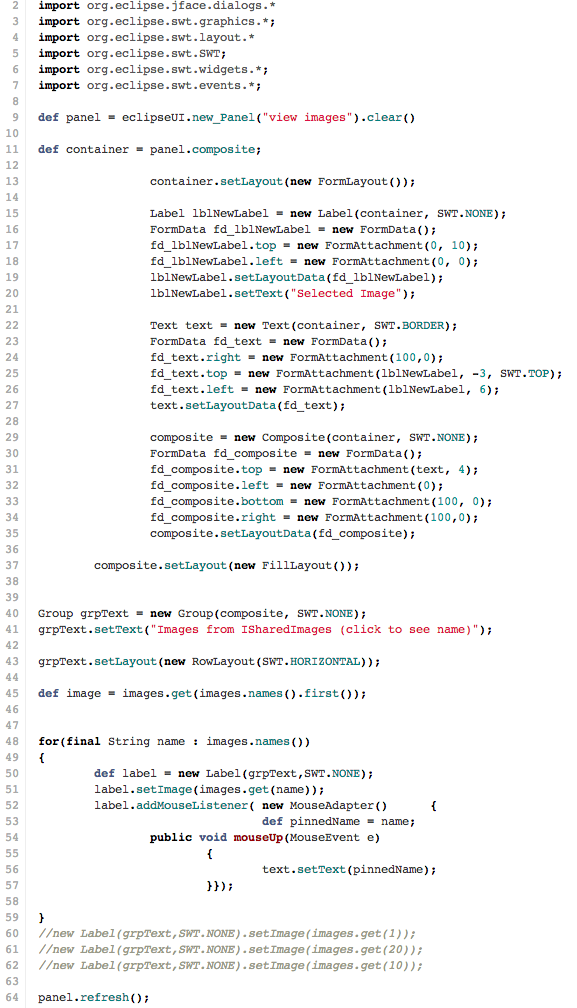 2 import org.eclipse.jface.dialogs.*
3 import org.eclipse.swt.graphics.*;
4 import org.eclipse.swt.layout.*
5 import org.eclipse.swt.SWT;
6 import org.eclipse.swt.widgets.*;
7 import org.eclipse.swt.events.*;
8
9 def panel = eclipseUI.new_Panel("view images").clear()
10
11 def container = panel.composite;
12
13 container.setLayout(new FormLayout());
14
15 Label lblNewLabel = new Label(container, SWT.NONE);
16 FormData fd_lblNewLabel = new FormData();
17 fd_lblNewLabel.top = new FormAttachment(0, 10);
18 fd_lblNewLabel.left = new FormAttachment(0, 0);
19 lblNewLabel.setLayoutData(fd_lblNewLabel);
20 lblNewLabel.setText("Selected Image");
21
22 Text text = new Text(container, SWT.BORDER);
23 FormData fd_text = new FormData();
24 fd_text.right = new FormAttachment(100,0);
25 fd_text.top = new FormAttachment(lblNewLabel, -3, SWT.TOP);
26 fd_text.left = new FormAttachment(lblNewLabel, 6);
27 text.setLayoutData(fd_text);
28
29 composite = new Composite(container, SWT.NONE);
30 FormData fd_composite = new FormData();
31 fd_composite.top = new FormAttachment(text, 4);
32 fd_composite.left = new FormAttachment(0);
33 fd_composite.bottom = new FormAttachment(100, 0);
34 fd_composite.right = new FormAttachment(100,0);
35 composite.setLayoutData(fd_composite);
36
37 composite.setLayout(new FillLayout());
38
39
40 Group grpText = new Group(composite, SWT.NONE);
41 grpText.setText("Images from ISharedImages (click to see name)");
42
43 grpText.setLayout(new RowLayout(SWT.HORIZONTAL));
44
45 def image = images.get(images.names().first());
46
47
48 for(final String name : images.names())
49 {
50 def label = new Label(grpText,SWT.NONE);
51 label.setImage(images.get(name));
52 label.addMouseListener( new MouseAdapter() {
53 def pinnedName = name;
54 public void mouseUp(MouseEvent e)
55 {
56 text.setText(pinnedName);
57 }});
58
59 }
60 //new Label(grpText,SWT.NONE).setImage(images.get(1));
61 //new Label(grpText,SWT.NONE).setImage(images.get(20));
62 //new Label(grpText,SWT.NONE).setImage(images.get(10));
63
64 panel.refresh();